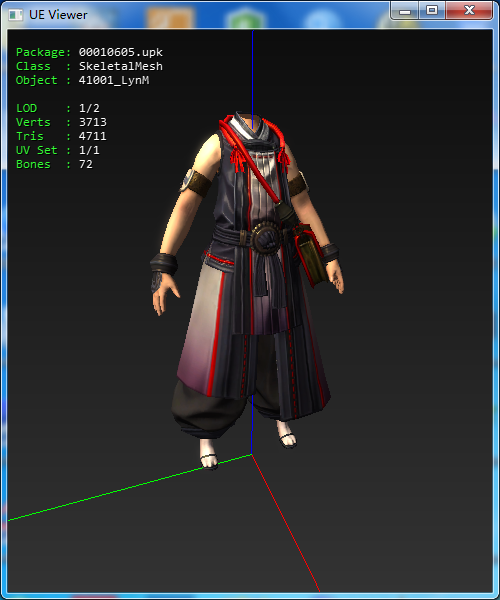 UE Viewer
Package: 00010605.upk
Class : SkeletalMesh
Object : 41001_LynM
LOD : 1/2
Verts : 3713
Tris : 4711
UV Set : 1/1
Bones : 72